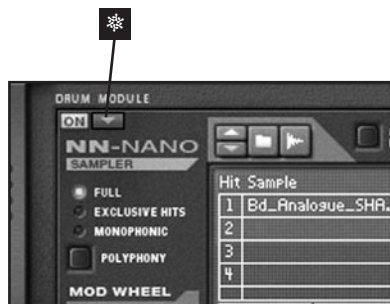 DRUM MODULE
ON
NN-NANO
SAMPLER
FULL
EXCLUSIVE HITS
MONOPHONIC
POLYPHONY
MOD WHEEL
Hit Sample
1 Bd_Analogue_SHA.
2
3
4